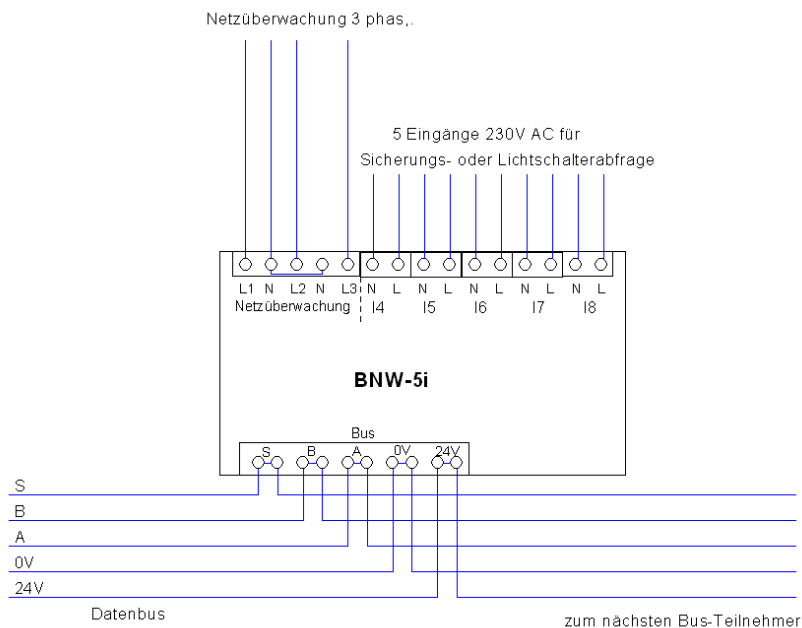 Netzüberwachung 3 phas,.
5 Eingänge 230V AC für
Sicherungs- oder Lichtschalterabfrage
L1 N L2 N L3 N L N L N L N L N L
Netzüberwachung I4 I5 I6 I7 I8
BNW-5i
Bus
S B A 0V 24V
S
B
A
0V
24V
Datenbus
zum nächsten Bus-Teilnehmer